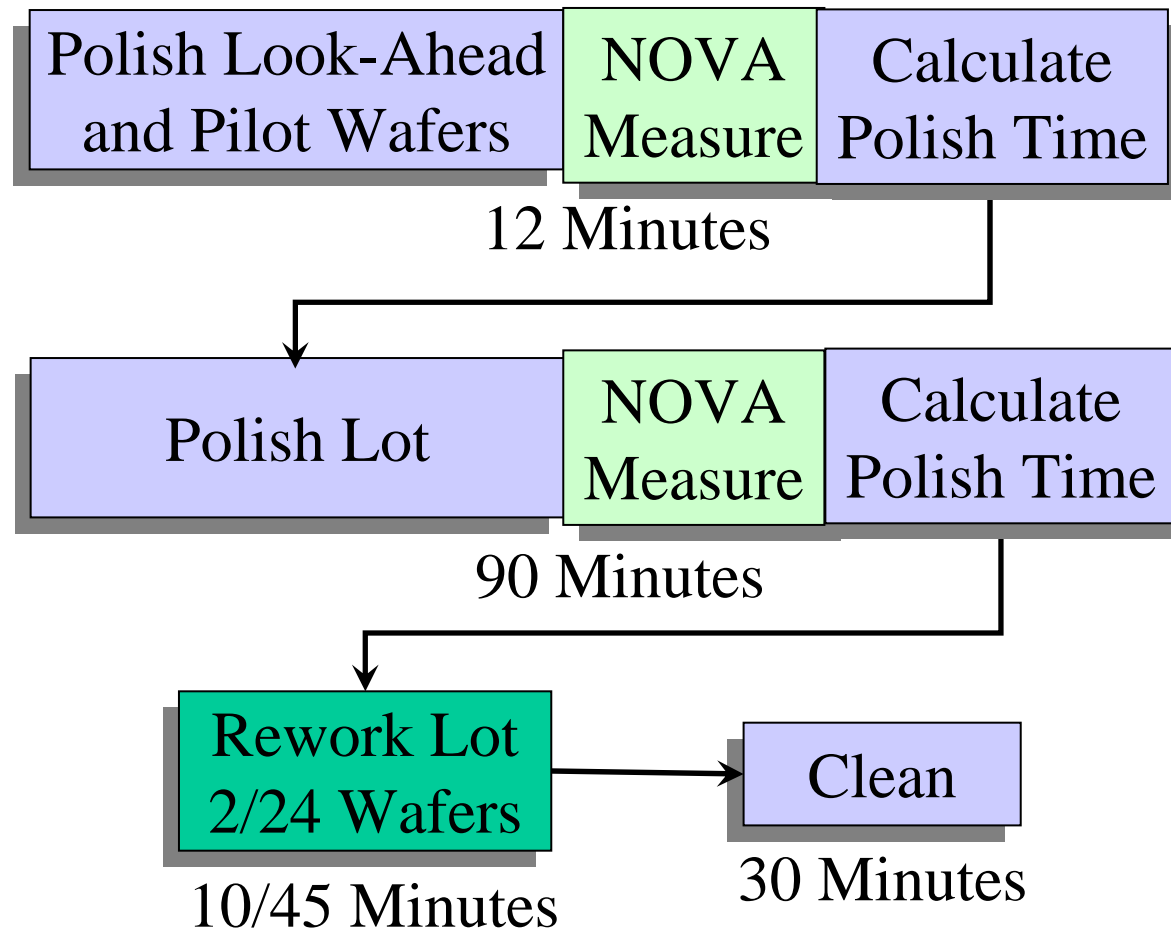 Polish Look-Ahead
and Pilot Wafers
NOVA
Measure
Calculate
Polish Time
12 Minutes
Polish Lot
NOVA
Measure
Calculate
Polish Time
90 Minutes
Rework Lot
2/24 Wafers
10/45 Minutes
Clean
30 Minutes